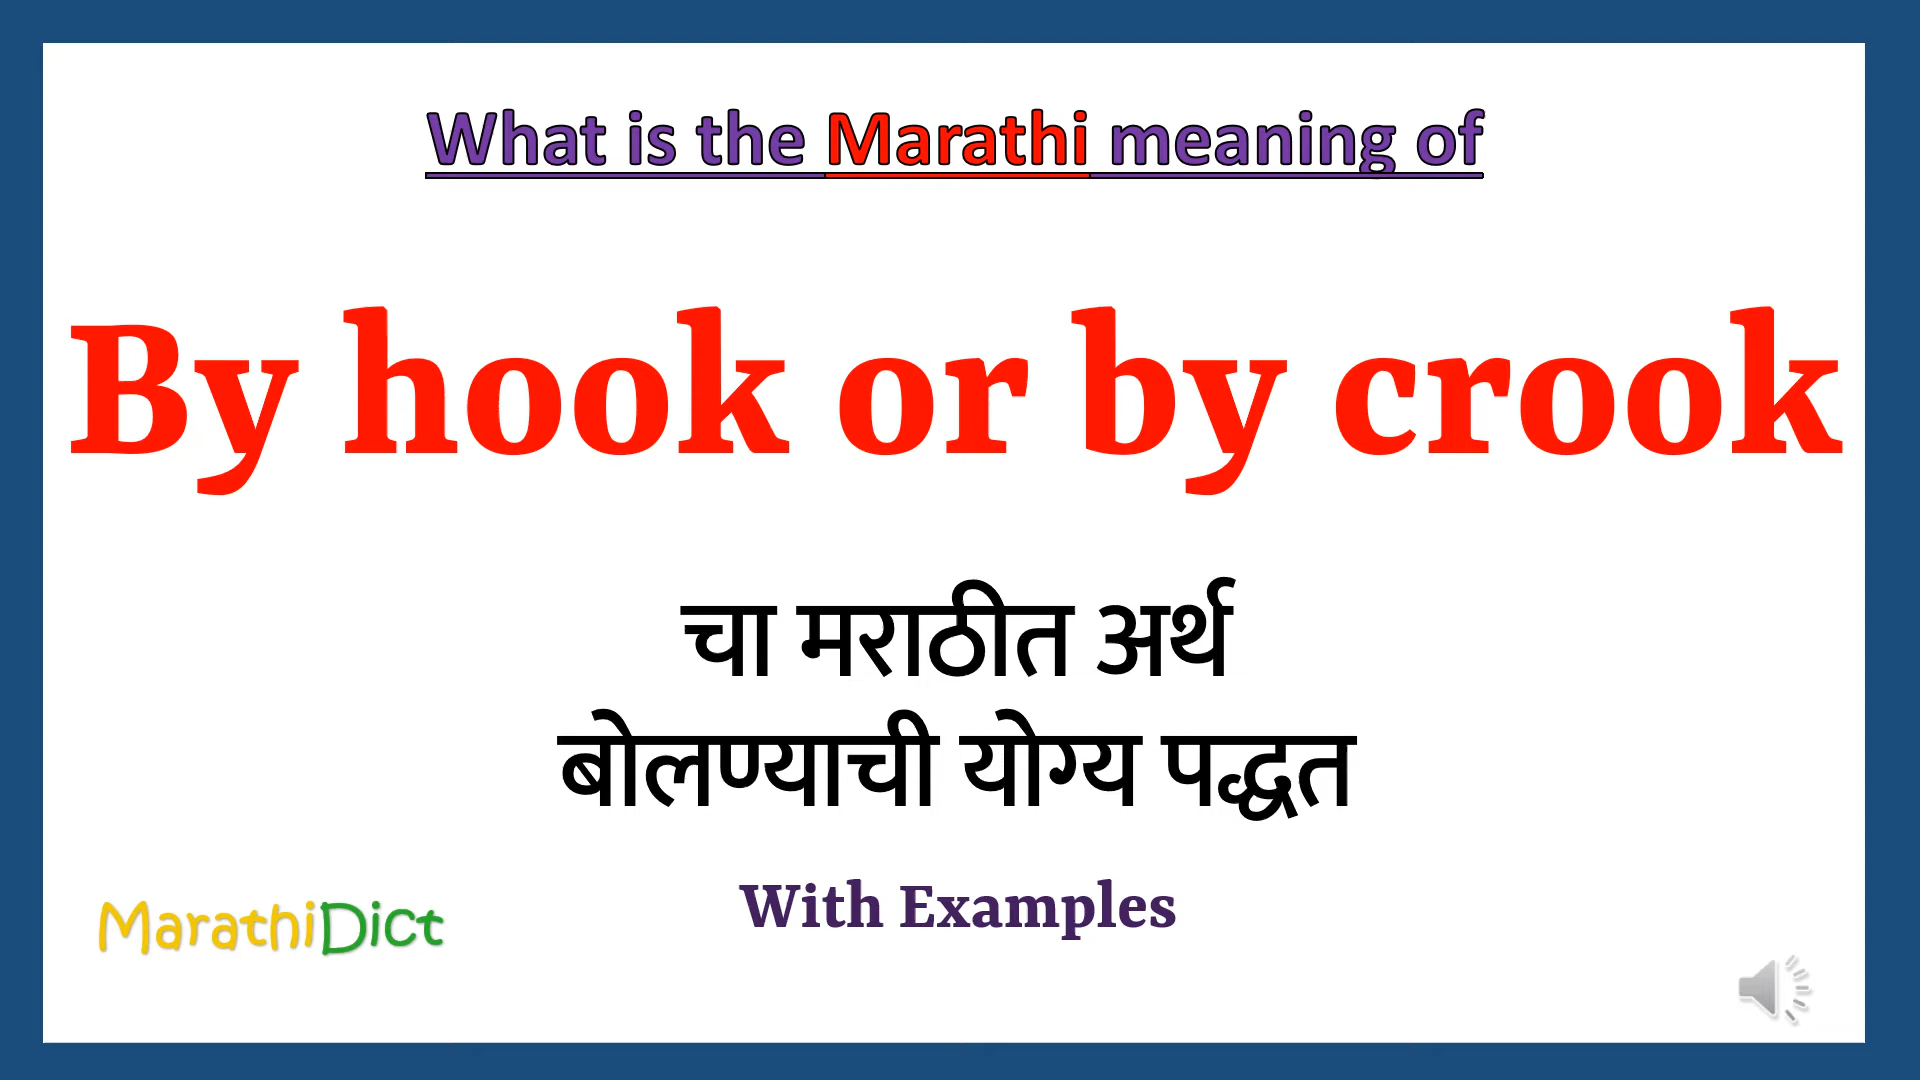 What is the Marathi meaning of
By hook or by crook
चा मराठीत अर्थ
बोलण्याची योग्य पद्धत
With Examples
MarathiDict